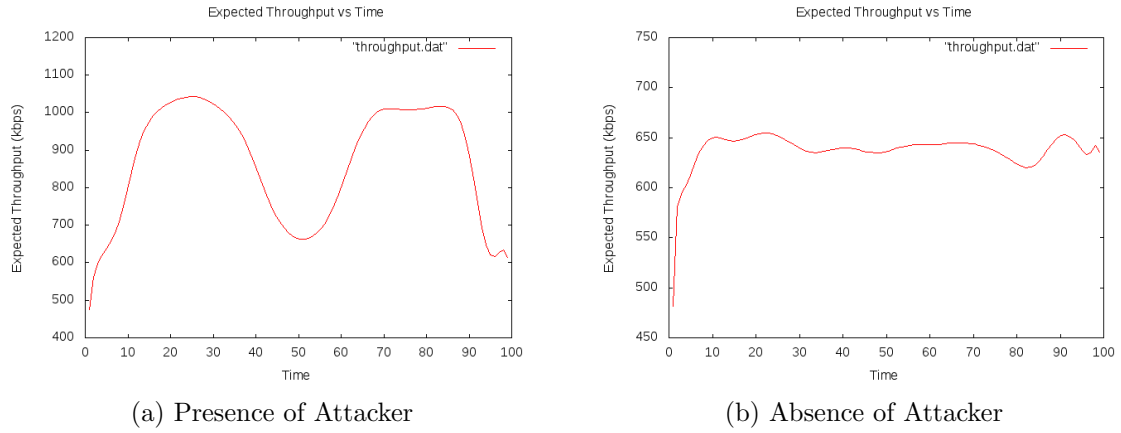 Expected Throughput vs Time
"throughput.dat"
1200
1100
1000
900
800
700
600
500
400
Expected Throughput (kbps)
0 10 20 30 40 50 60 70 80 90 100
Time
(a) Presence of Attacker
Expected Throughput vs Time
"throughput.dat"
750
700
650
600
550
500
450
Expected Throughput (kbps)
0 10 20 30 40 50 60 70 80 90 100
Time
(b) Absence of Attacker